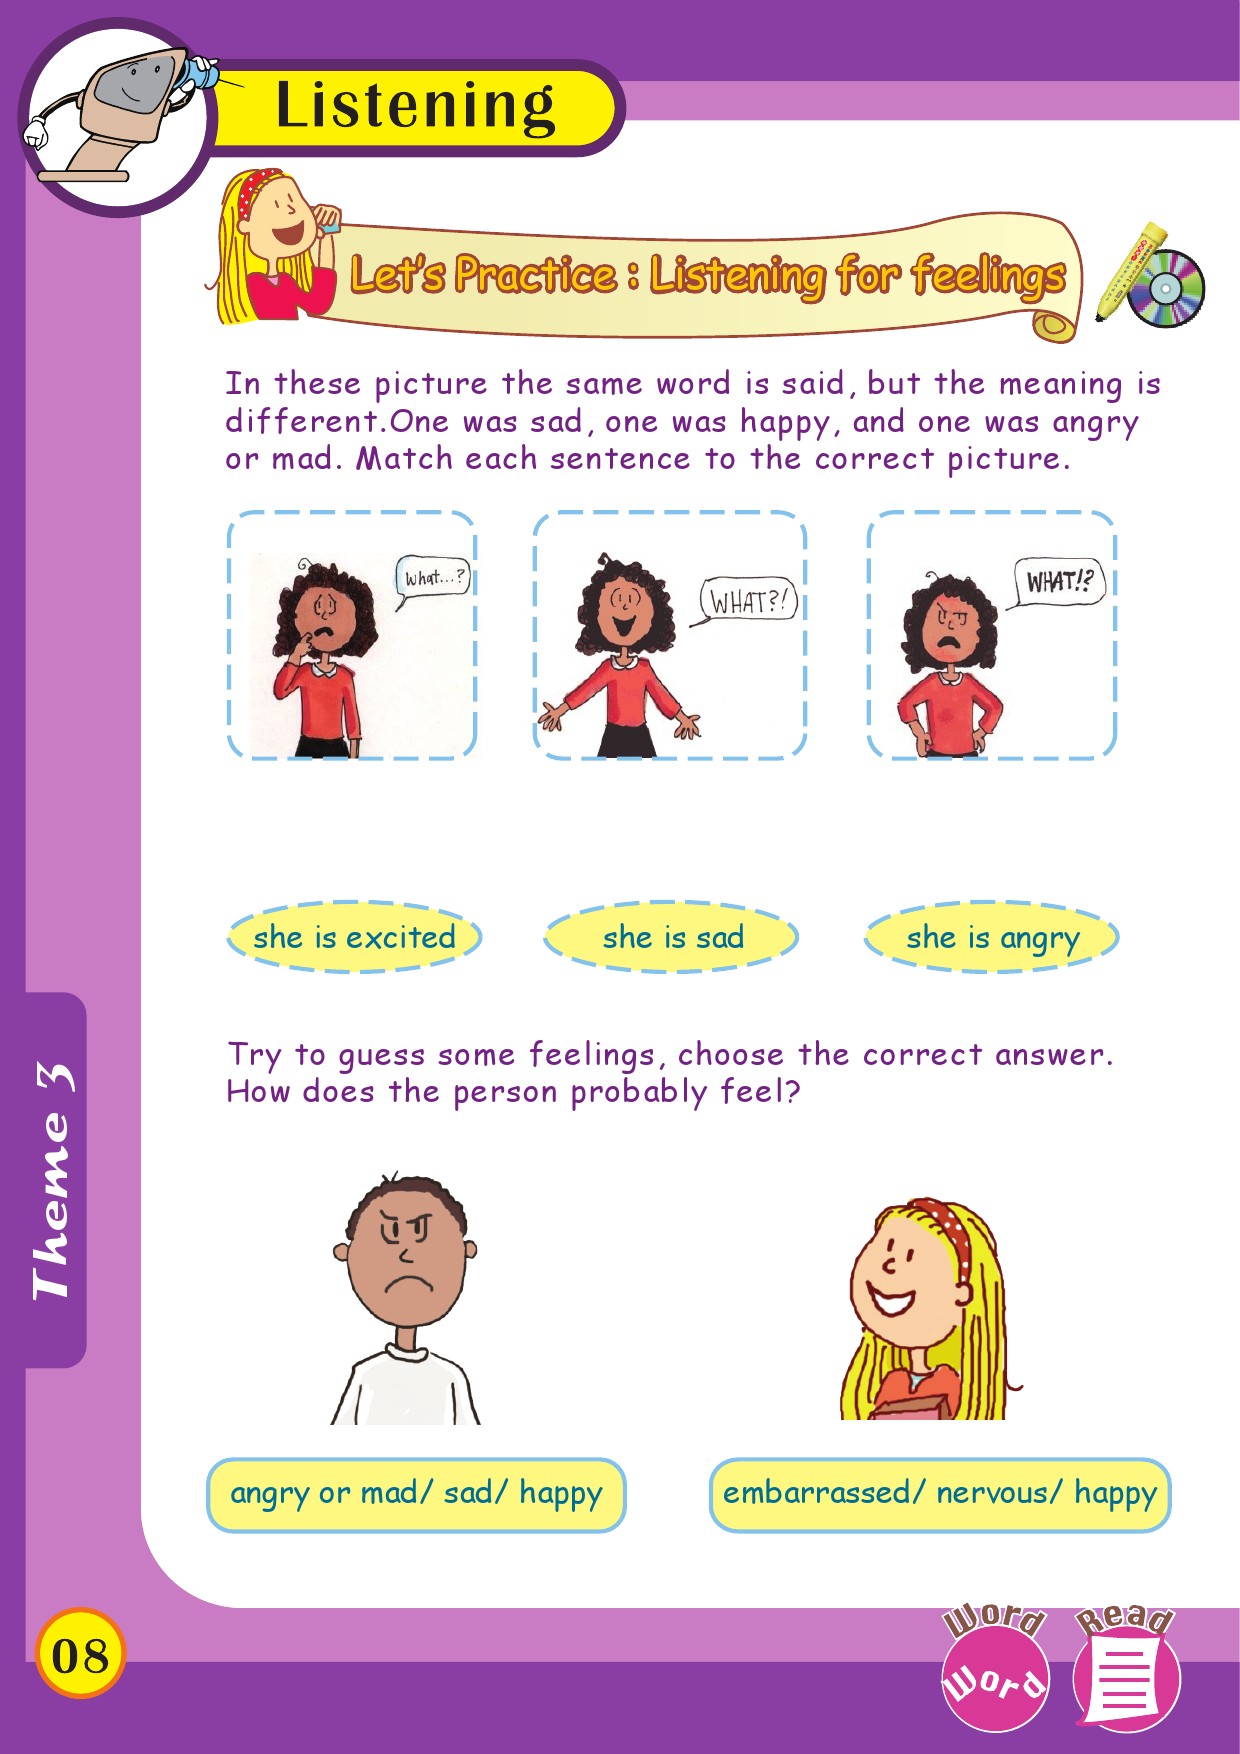 Listening
Let's Practice : Listening for feelings
In these picture the same word is said, but the meaning is
different.One was sad, one was happy, and one was angry
or mad. Match each sentence to the correct picture.
What...?
WHAT?!
WHAT!?
she is excited
she is sad
she is angry
Try to guess some feelings, choose the correct answer.
How does the person probably feel?
angry or mad/ sad/ happy
embarrassed/ nervous/ happy
Theme 3
08
Word
Word
Read